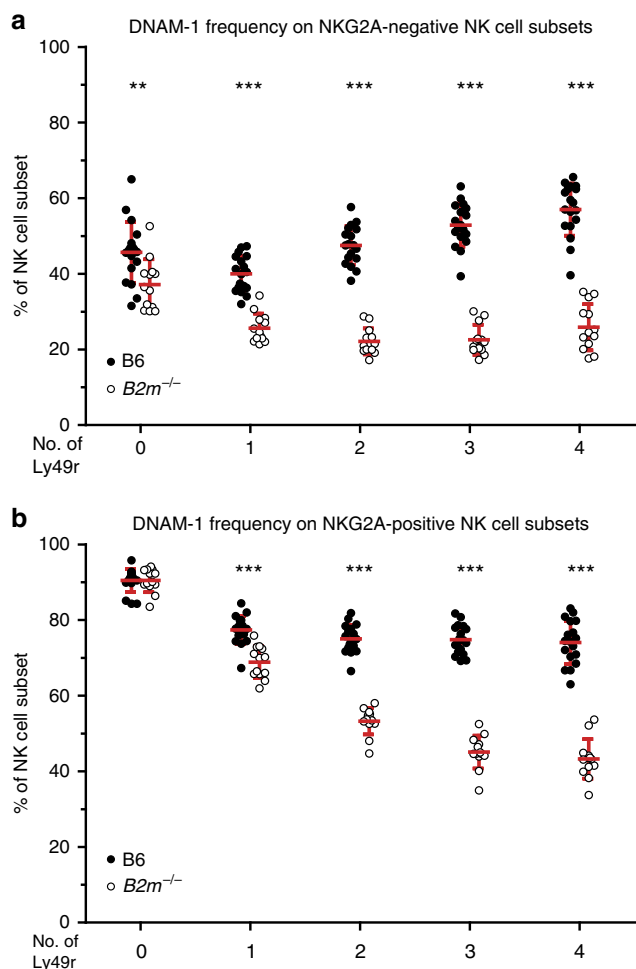 a
DNAM-1 frequency on NKG2A-negative NK cell subsets
100
** *** *** *** ***
80
60
40
20
0
% of NK cell subset
B6
B2m−/−
No. of
Ly49r
0 1 2 3 4
b
DNAM-1 frequency on NKG2A-positive NK cell subsets
100
*** *** *** ***
80
60
40
20
0
% of NK cell subset
B6
B2m−/−
No. of
Ly49r
0 1 2 3 4